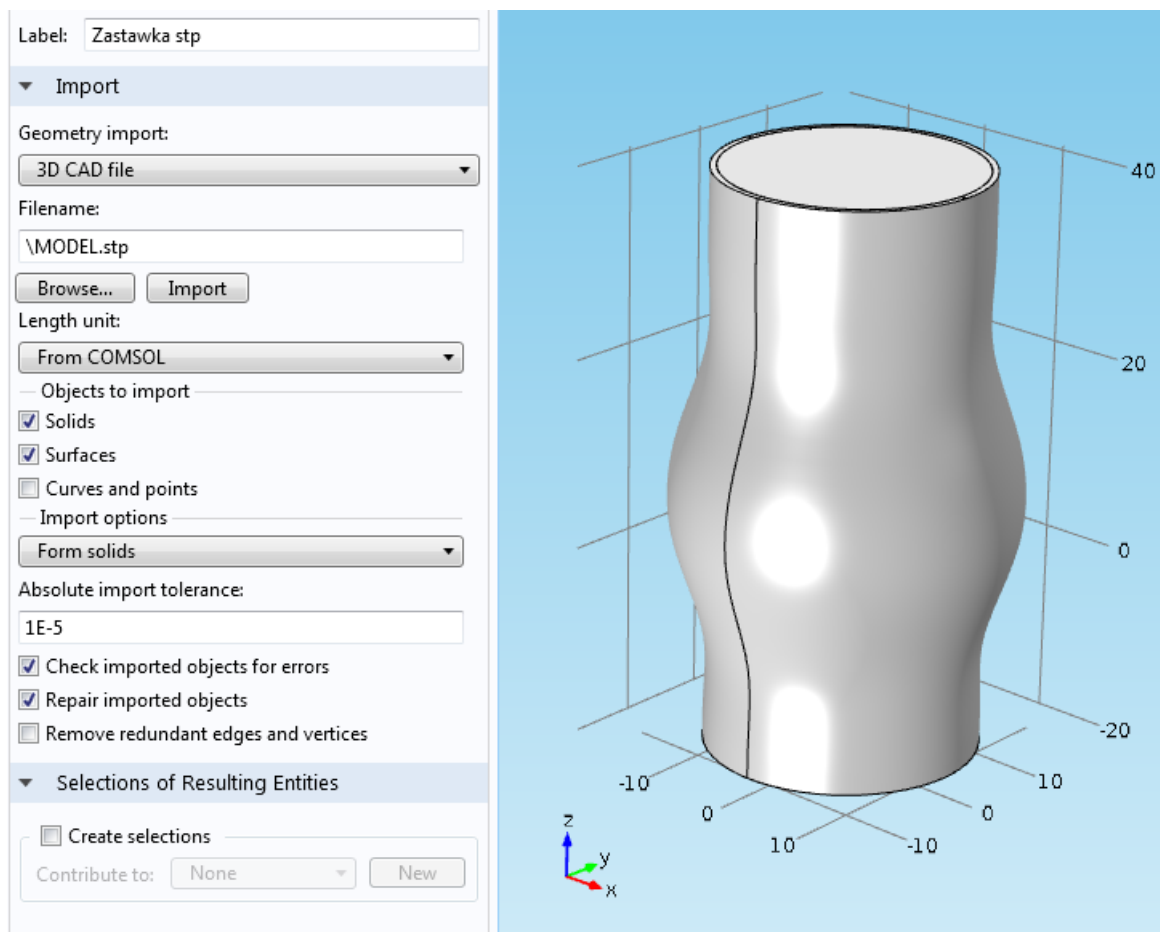 Label: Zastawka stp
Import
Geometry import:
3D CAD file
Filename:
\MODEL.stp
Browse... Import
Length unit:
From COMSOL
Objects to import
Solids
Surfaces
Curves and points
Import options
Form solids
Absolute import tolerance:
1E-5
Check imported objects for errors
Repair imported objects
Remove redundant edges and vertices
Selections of Resulting Entities
Create selections
Contribute to: None New
40
20
0
-20
-10 10
0 0
10 -10
z
y
x